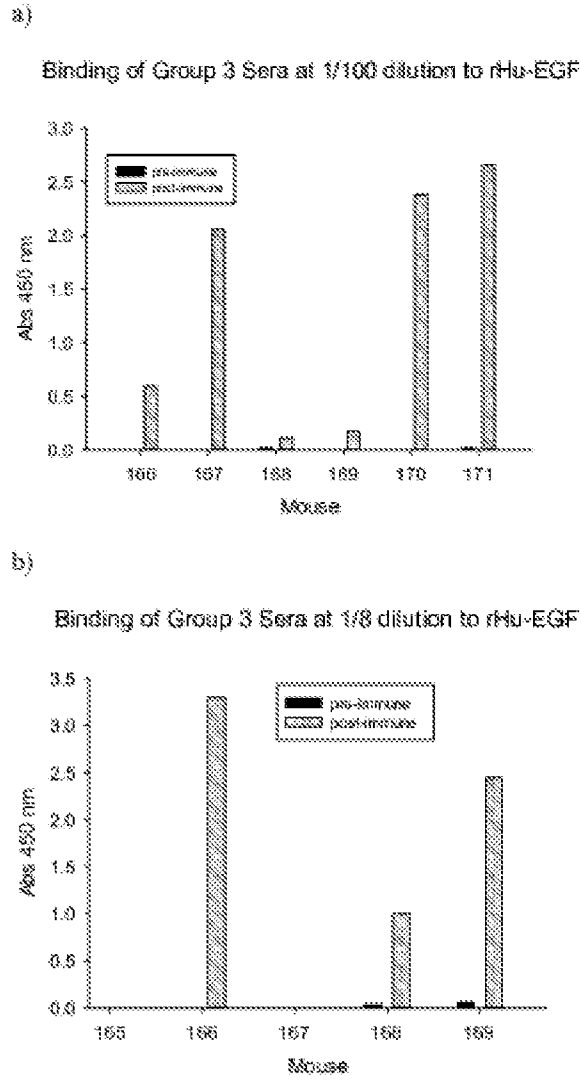 a)
Binding of Group 3 Sera at 1/100 dilution to rHu-EGF
3.0
2.5
2.0
1.5
1.0
0.5
0.0
Abs 450 nm
pre-immune
post-immune
166
167
168
169
170
171
Mouse
b)
Binding of Group 3 Sera at 1/8 dilution to rHu-EGF
3.5
3.0
2.5
2.0
1.5
1.0
0.5
0.0
Abs 450 nm
pre-immune
post-immune
165
166
167
168
169
Mouse